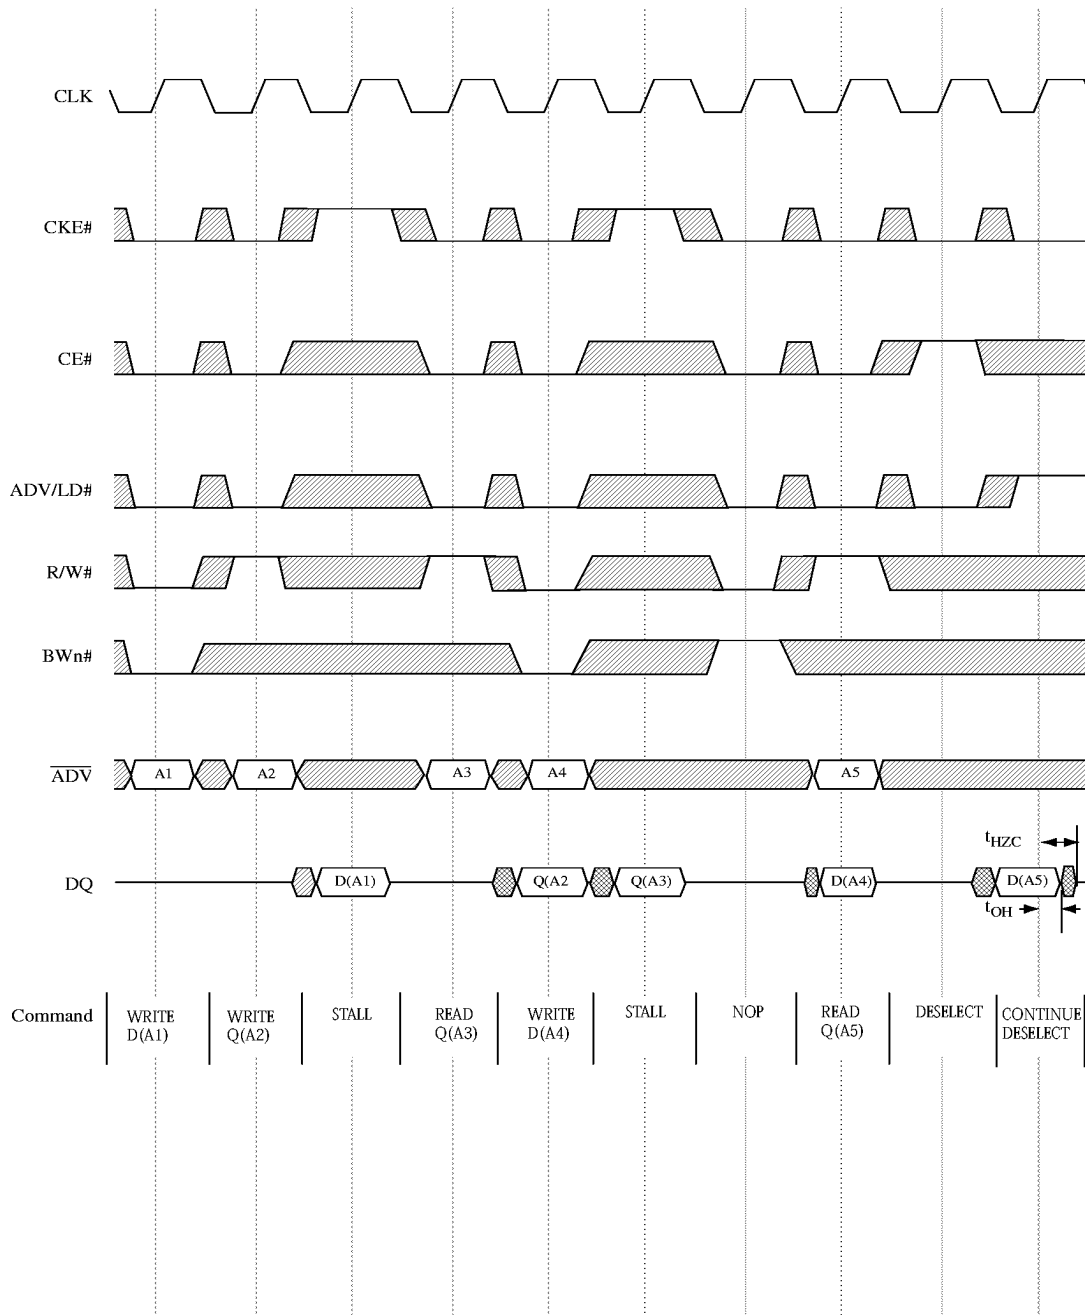 CLK
CKE#
CE#
ADV/LD#
R/W#
BWn#
ADV
A1
A2
A3
A4
A5
tHZC
DQ
D(A1)
Q(A2
Q(A3)
D(A4)
D(A5)
tOH
Command
WRITE
D(A1)
WRITE
Q(A2)
STALL
READ
Q(A3)
WRITE
D(A4)
STALL
NOP
READ
Q(A5)
DESELECT
CONTINUE
DESELECT